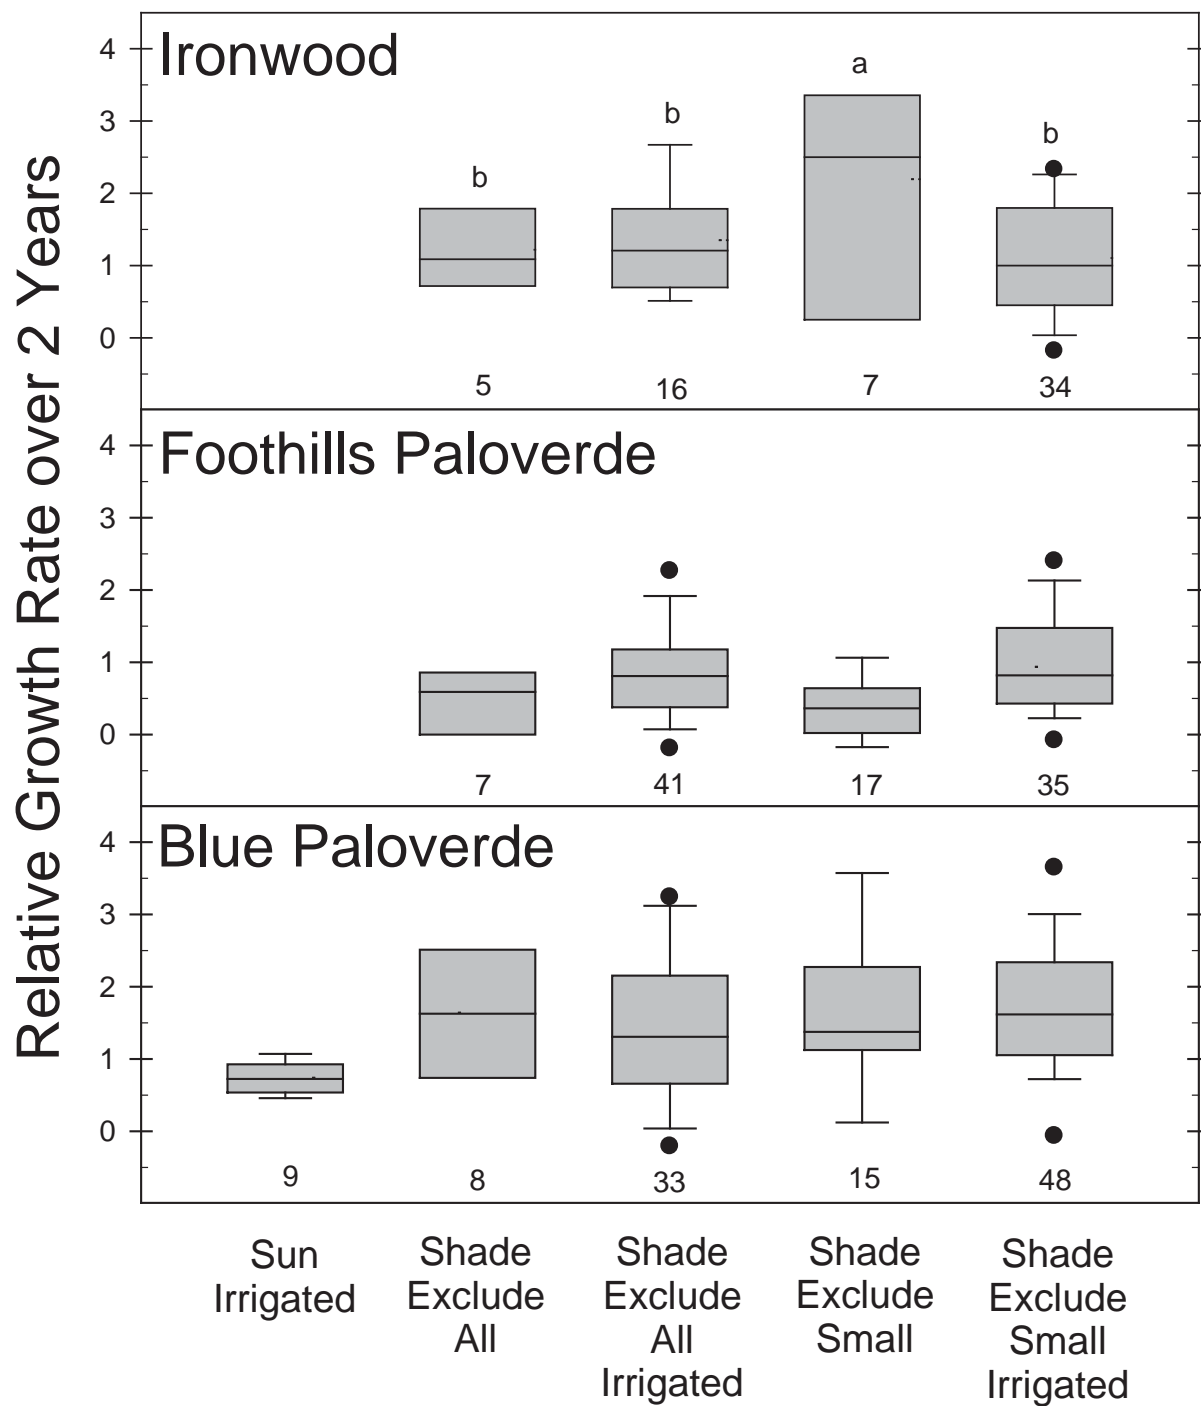 Relative Growth Rate over 2 Years
Ironwood
4
3
2
1
0
b
b
a
b
5
16
7
34
Foothills Paloverde
4
3
2
1
0
7
41
17
35
Blue Paloverde
4
3
2
1
0
9
8
33
15
48
Sun
Irrigated
Shade
Exclude
All
Shade
Exclude
All
Irrigated
Shade
Exclude
Small
Shade
Exclude
Small
Irrigated